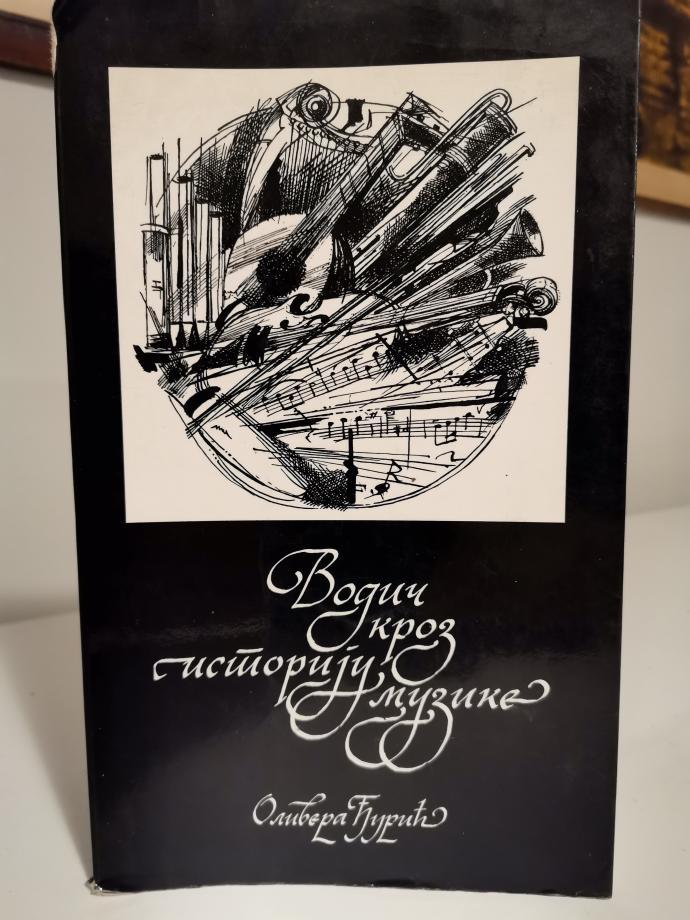 Водич
кроз
историју
музике
Оливера Ђурић